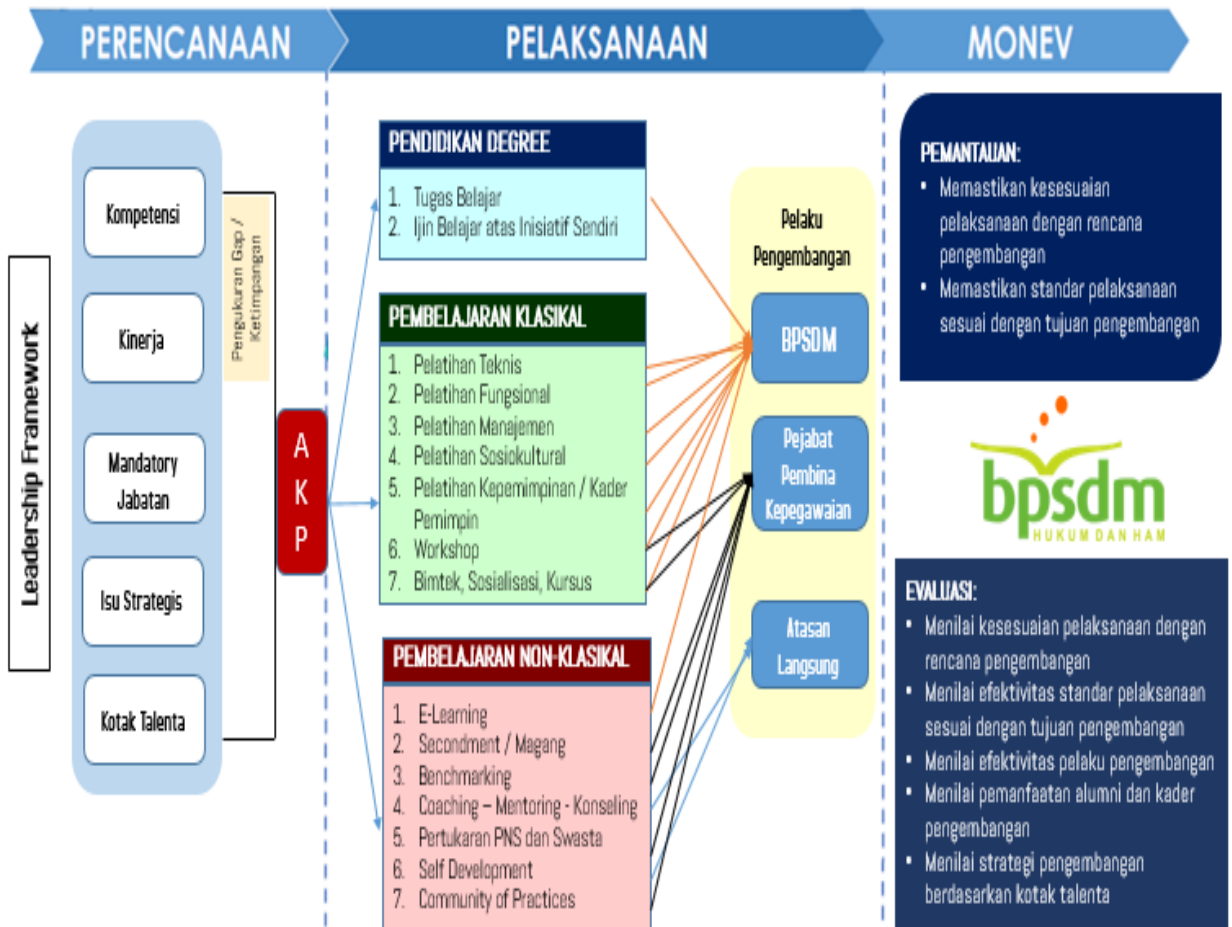 PERENCANAAN
PELAKSANAAN
MONEV
Leadership Framework
Kompetensi
Kinerja
Mandatory
Jabatan
Isu Strategis
Kotak Talenta
Pengukuran Gap /
Ketimpangan
A
K
P
PENDIDIKAN DEGREE
1. Tugas Belajar
2. Ijin Belajar atas Inisiatif Sendiri
PEMBELAJARAN KLASIKAL
1. Pelatihan Teknis
2. Pelatihan Fungsional
3. Pelatihan Manajemen
4. Pelatihan Sosiokultural
5. Pelatihan Kepemimpinan / Kader
Pemimpin
6. Workshop
7. Bimtek, Sosialisasi, Kursus
PEMBELAJARAN NON-KLASIKAL
1. E-Learning
2. Secondment / Magang
3. Benchmarking
4. Coaching – Mentoring - Konseling
5. Pertukaran PNS dan Swasta
6. Self Development
7. Community of Practices
Pelaku
Pengembangan
BPSDM
Pejabat
Pembina
Kepegawaian
Atasan
Langsung
PEMANTAUAN:
• Memastikan kesesuaian
pelaksanaan dengan rencana
pengembangan
• Memastikan standar pelaksanaan
sesuai dengan tujuan pengembangan
bpsdm
HUKUM DAN HAM
EVALUASI:
• Menilai kesesuaian pelaksanaan dengan
rencana pengembangan
• Menilai efektivitas standar pelaksanaan
sesuai dengan tujuan pengembangan
• Menilai efektivitas pelaku pengembangan
• Menilai pemanfaatan alumni dan kader
pengembangan
• Menilai strategi pengembangan
berdasarkan kotak talenta